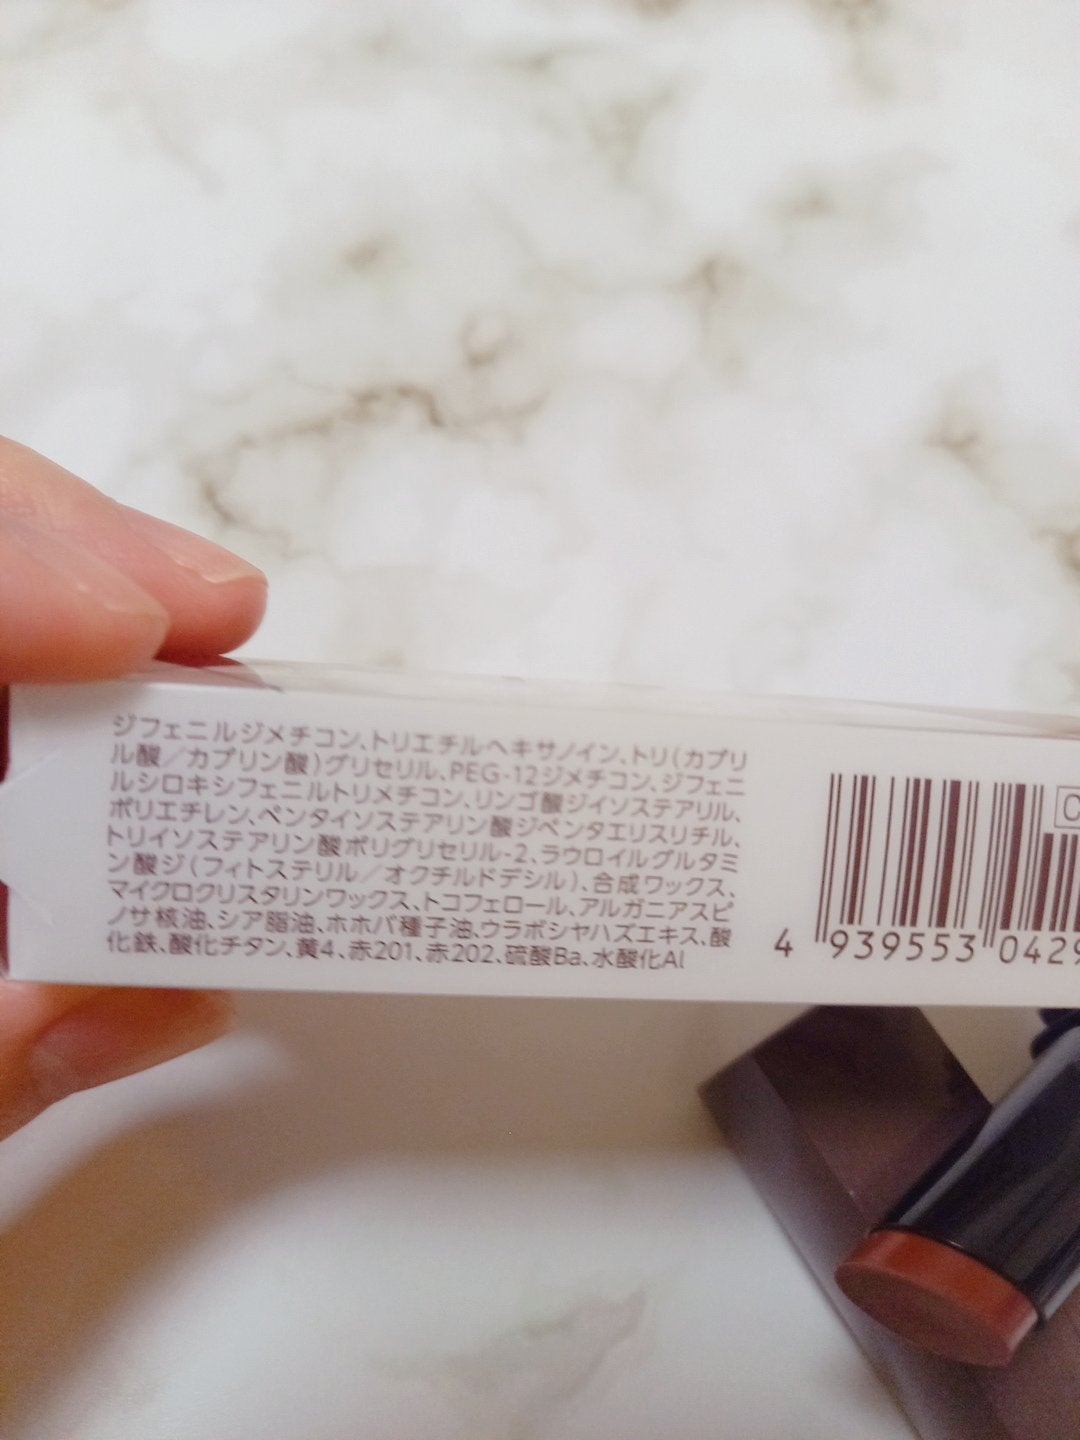 ジフェニルジメチコン、トリエチルヘキサノイン、トリ(カプリ
ル酸／カプリン酸)グリセリル、PEG-12ジメチコン、ジフェニ
ルシロキシフェニルトリメチコン、リンゴ酸ジイソステアリル、
ポリエチレン、ペンタイソステアリン酸ジペンタエリスリチル、
トリイソステアリン酸ポリグリセリル-2、ラウロイルグルタミ
ン酸ジ(フィトステリル／オクチルドデシル)、合成ワックス、
マイクロクリスタリンワックス、トコフェロール、アルガニアスピ
ノサ核油、シア脂油、ホホバ種子油、ウラボシヤハズエキス、酸
化鉄、酸化チタン、黄4、赤201、赤202、硫酸Ba、水酸化Al
4 939553 0429